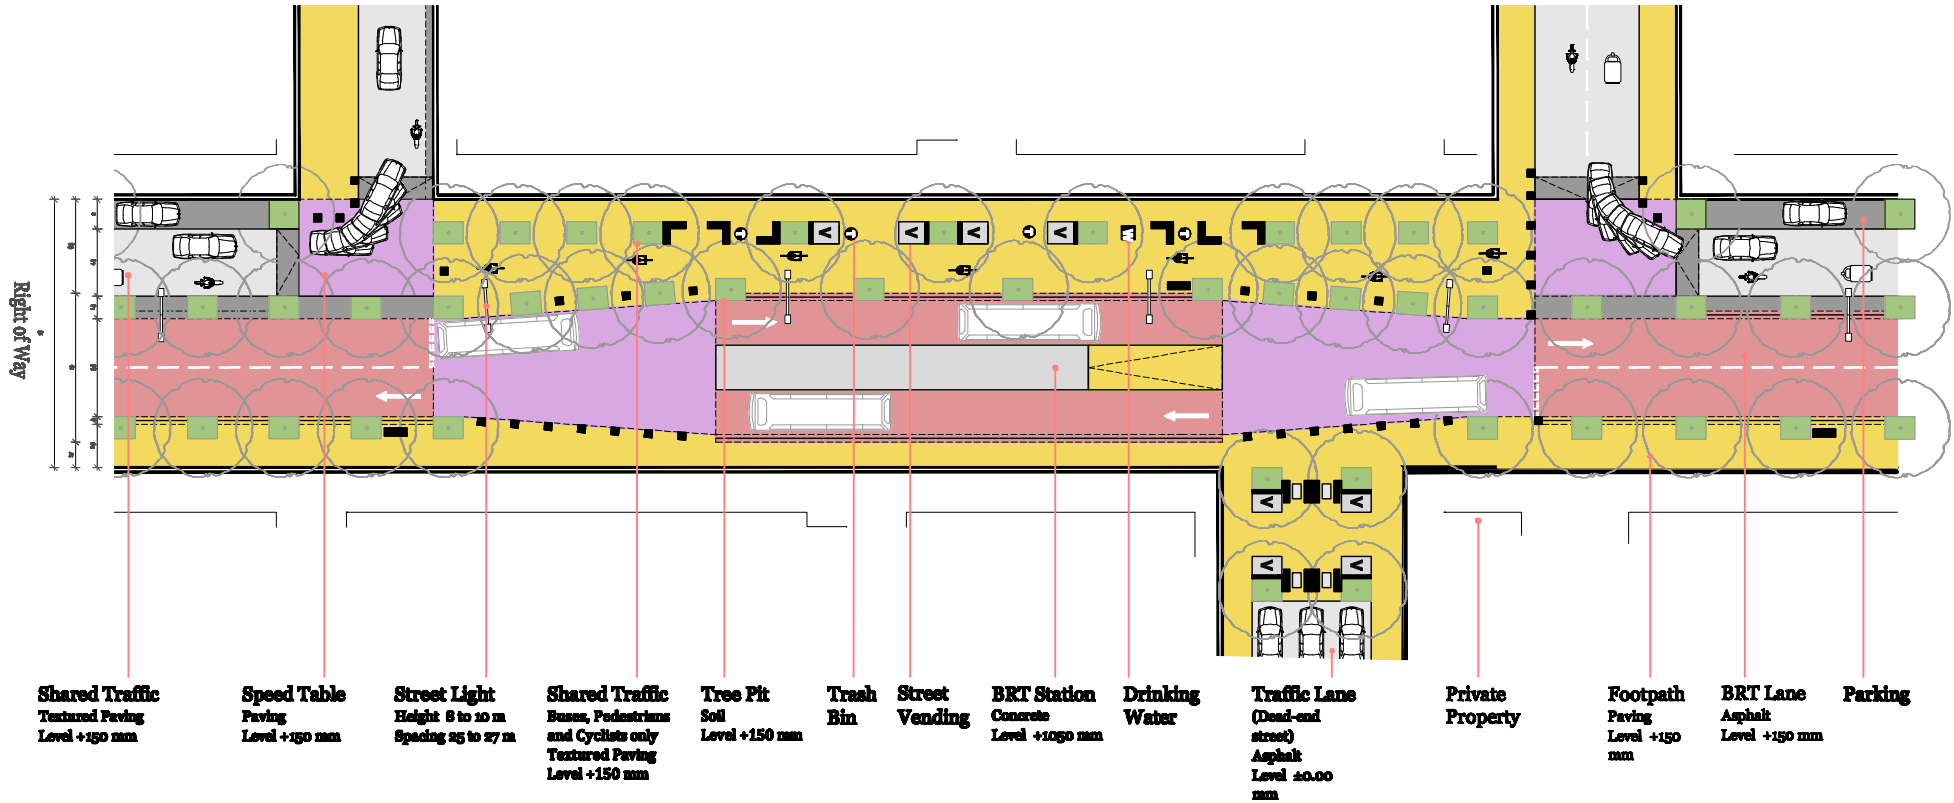 Right of Way
Shared Traffic
Textured Paving
Level +150 mm
Speed Table
Paving
Level +150 mm
Street Light
Height 8 to 10 m
Spacing 25 to 27 m
Shared Traffic
Buses, Pedestrians
and Cyclists only
Textured Paving
Level +150 mm
Tree Pit
Soil
Level +150 mm
Trash
Bin
Street
Vending
BRT Station
Concrete
Level +1050 mm
Drinking
Water
Traffic Lane
(Dead-end
street)
Asphalt
Level ±0.00
mm
Private
Property
Footpath
Paving
Level +150
mm
BRT Lane
Asphalt
Level +150 mm
Parking
V
V
V
V
V
V
V
V